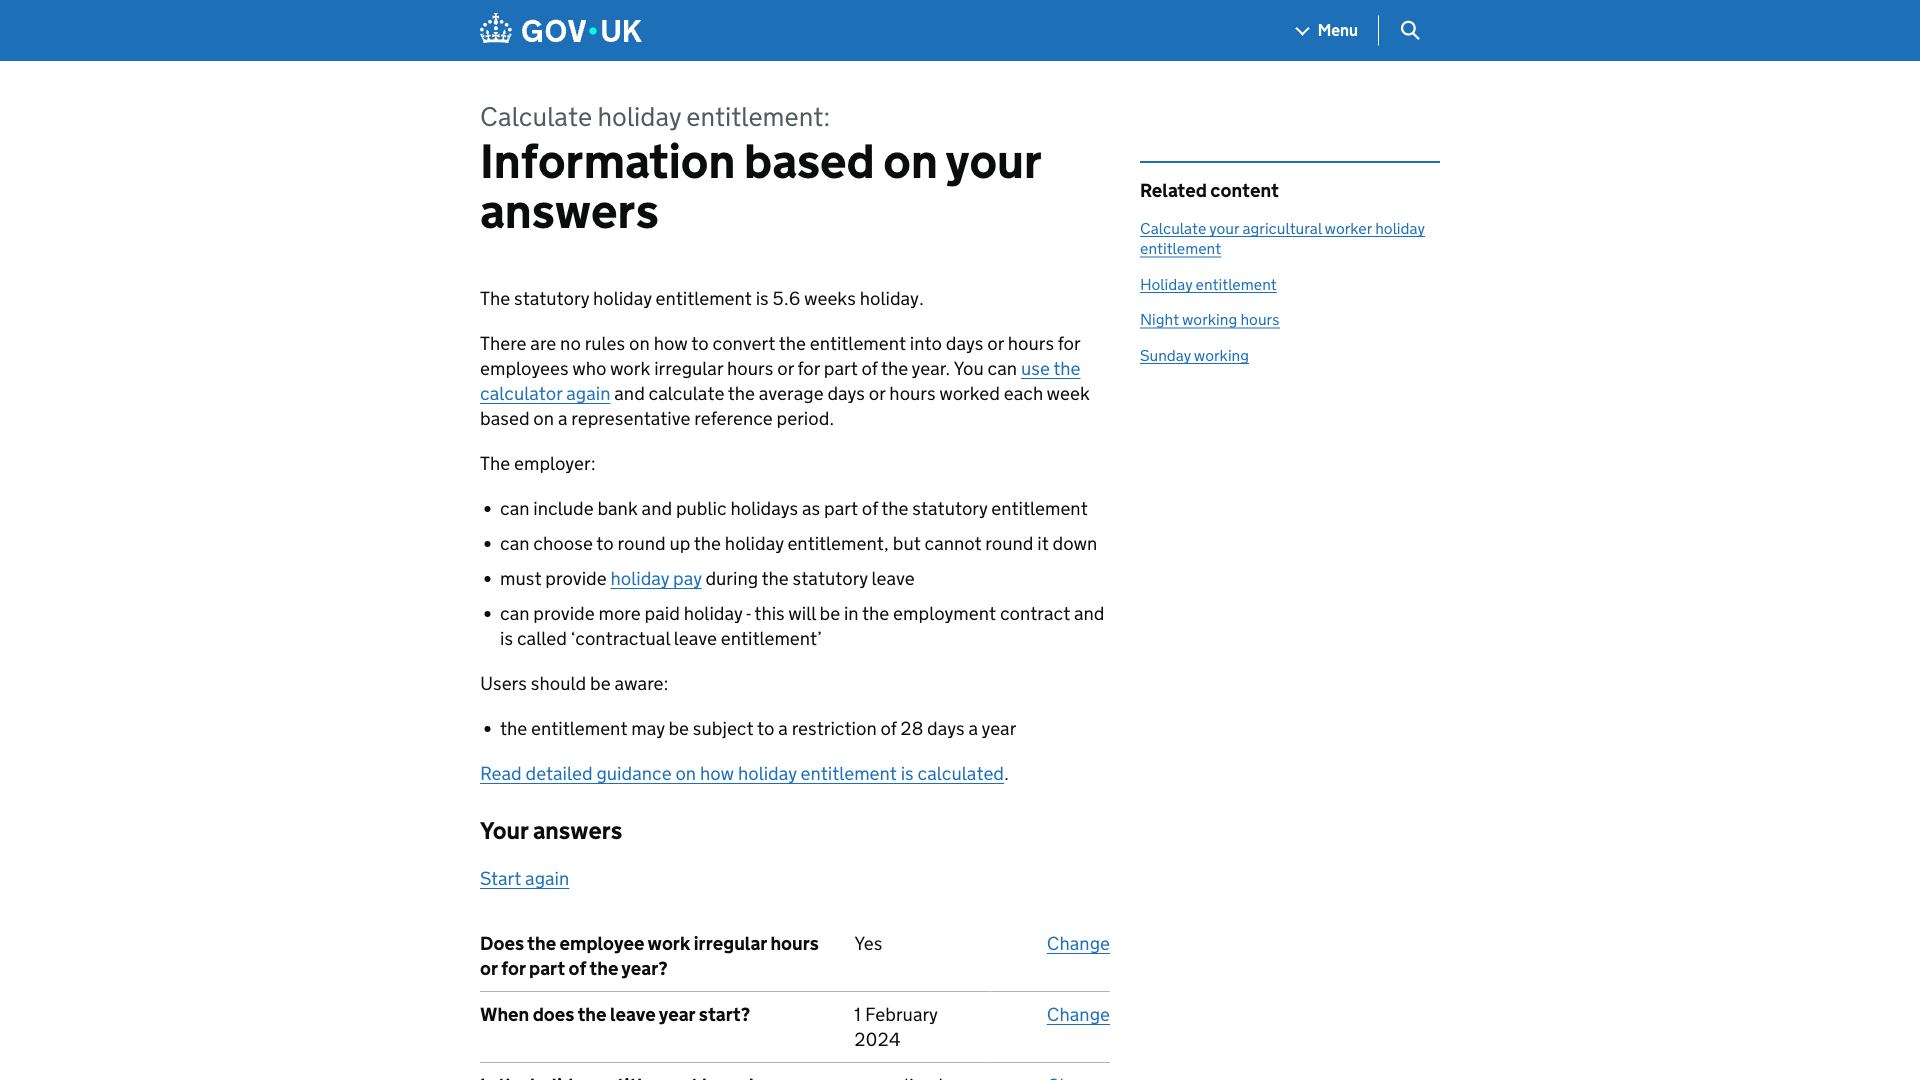 GOV.UK
Menu
Calculate holiday entitlement:
Information based on your
answers
The statutory holiday entitlement is 5.6 weeks holiday.
There are no rules on how to convert the entitlement into days or hours for
employees who work irregular hours or for part of the year. You can use the
calculator again and calculate the average days or hours worked each week
based on a representative reference period.
The employer:
• can include bank and public holidays as part of the statutory entitlement
• can choose to round up the holiday entitlement, but cannot round it down
• must provide holiday pay during the statutory leave
• can provide more paid holiday - this will be in the employment contract and
is called ‘contractual leave entitlement’
Users should be aware:
• the entitlement may be subject to a restriction of 28 days a year
Read detailed guidance on how holiday entitlement is calculated.
Your answers
Start again
Does the employee work irregular hours Yes Change
or for part of the year?
When does the leave year start? 1 February Change
2024
Related content
Calculate your agricultural worker holiday
entitlement
Holiday entitlement
Night working hours
Sunday working